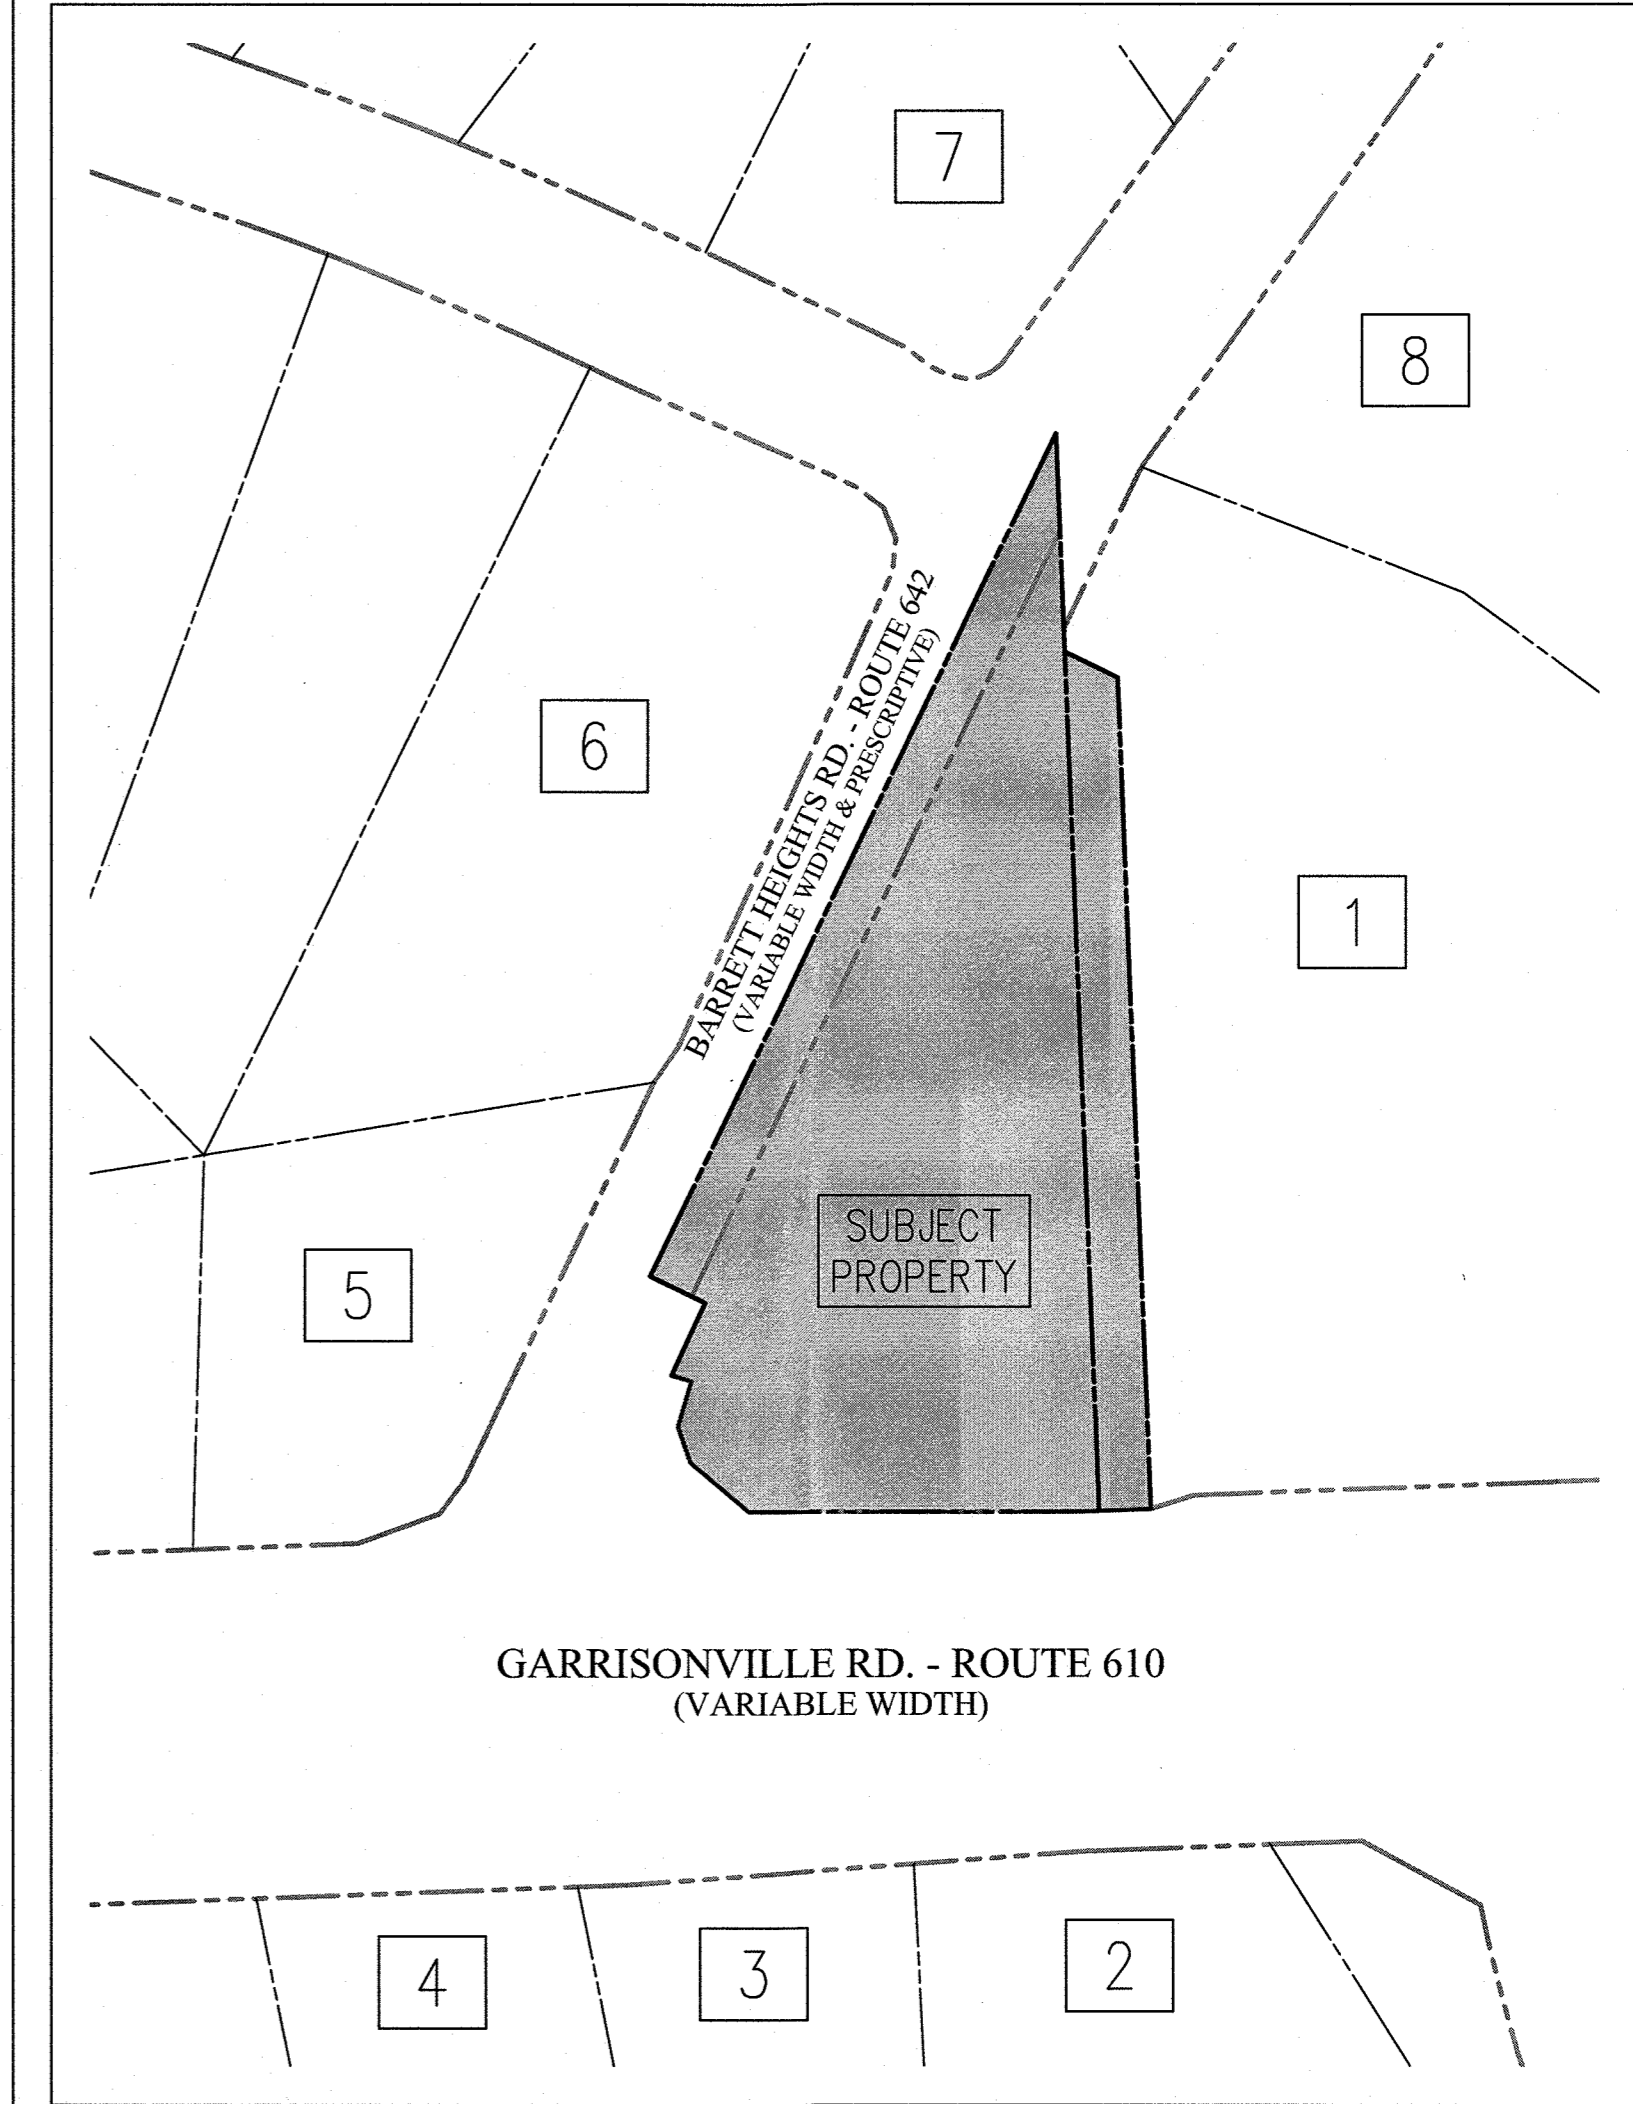 7
8
BARRETT HEIGHTS RD. - ROUTE 642
(VARIABLE WIDTH & PRESCRIPTIVE)
6
1
SUBJECT
PROPERTY
5
GARRISONVILLE RD. - ROUTE 610
(VARIABLE WIDTH)
4
3
2